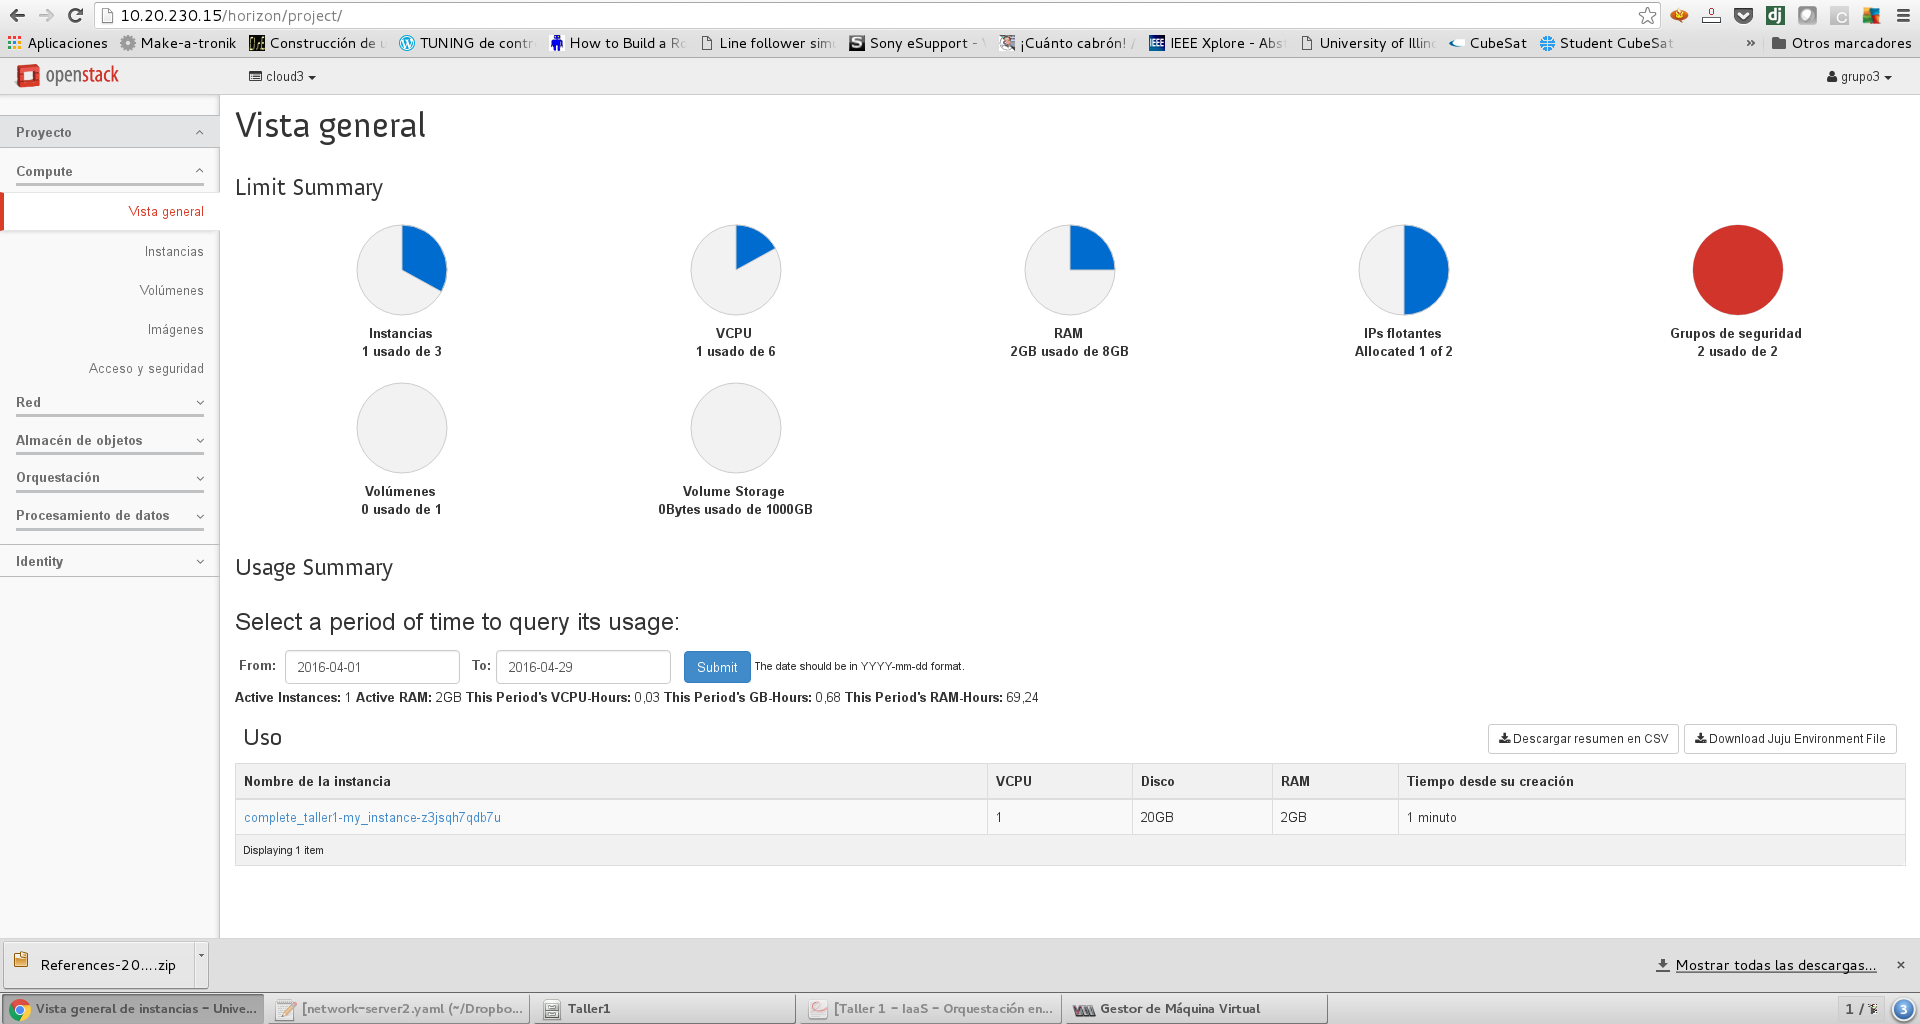 10.20.230.15/horizon/project/
0
Aplicaciones Make-a-tronik Construcción de TUNING de contr How to Build a Ro Line follower sim Sony eSupport - ¡Cuánto cabrón! / IEEE Xplore - Abs University of Illin CubeSat Student CubeSat » Otros marcadores
openstack cloud3 grupo3
Proyecto
Compute
Vista general
Instancias
Volúmenes
Imágenes
Acceso y seguridad
Red
Almacén de objetos
Orquestación
Procesamiento de datos
Identity
Vista general
Limit Summary
Instancias
1 usado de 3
VCPU
1 usado de 6
RAM
2GB usado de 8GB
IPs flotantes
Allocated 1 of 2
Grupos de seguridad
2 usado de 2
Volúmenes
0 usado de 1
Volume Storage
0Bytes usado de 1000GB
Usage Summary
Select a period of time to query its usage:
From: 2016-04-01 To: 2016-04-29 Submit The date should be in YYYY-mm-dd format.
Active Instances: 1 Active RAM: 2GB This Period's VCPU-Hours: 0,03 This Period's GB-Hours: 0,68 This Period's RAM-Hours: 69,24
Uso Descargar resumen en CSV Download Juju Environment File
Nombre de la instancia VCPU Disco RAM Tiempo desde su creación
complete_taller1-my_instance-z3jsqh7qdb7u 1 20GB 2GB 1 minuto
Displaying 1 item
References-20....zip Mostrar todas las descargas... ×
Vista general de instancias – Unive... [network-server2.yaml (~/Dropbo... Taller1 [Taller 1 – IaaS – Orquestación en... Gestor de Máquina Virtual 1 / 3